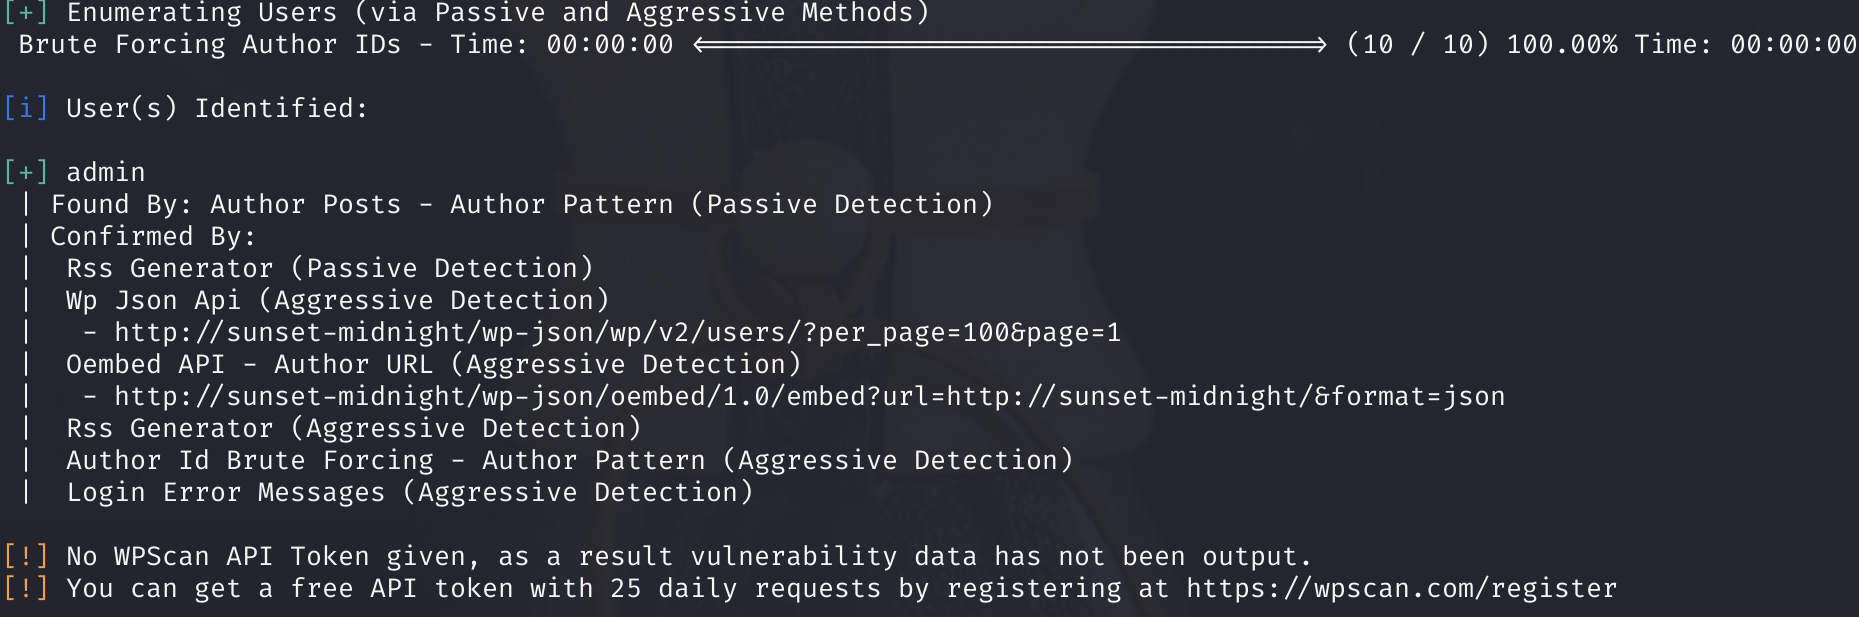 [+] Enumerating Users (via Passive and Aggressive Methods)
 Brute Forcing Author IDs - Time: 00:00:00 <==================================> (10 / 10) 100.00% Time: 00:00:00
[i] User(s) Identified:
[+] admin
 | Found By: Author Posts - Author Pattern (Passive Detection)
 | Confirmed By:
 |  Rss Generator (Passive Detection)
 |  Wp Json Api (Aggressive Detection)
 |   - http://sunset-midnight/wp-json/wp/v2/users/?per_page=100&page=1
 |  Oembed API - Author URL (Aggressive Detection)
 |   - http://sunset-midnight/wp-json/oembed/1.0/embed?url=http://sunset-midnight/&format=json
 |  Rss Generator (Aggressive Detection)
 |  Author Id Brute Forcing - Author Pattern (Aggressive Detection)
 |  Login Error Messages (Aggressive Detection)
[!] No WPScan API Token given, as a result vulnerability data has not been output.
[!] You can get a free API token with 25 daily requests by registering at https://wpscan.com/register